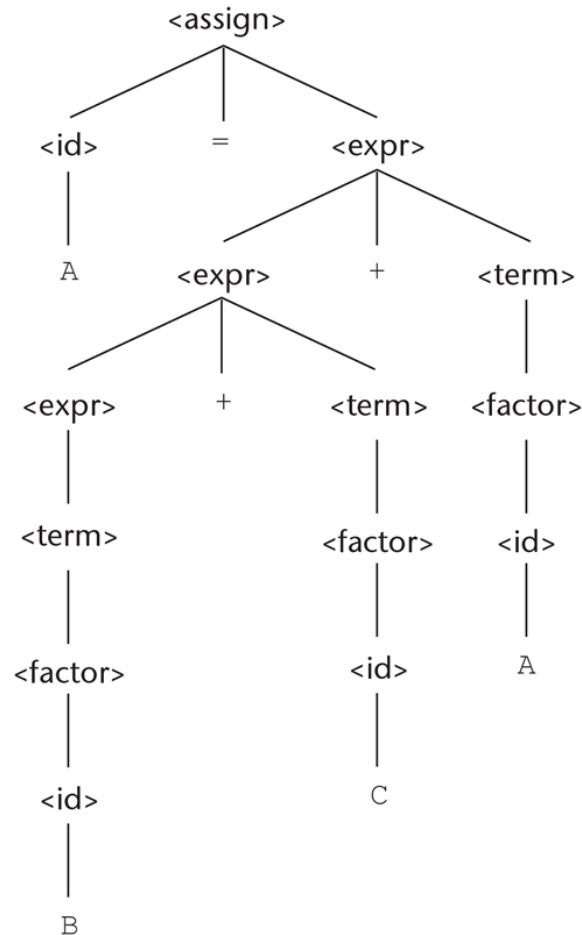 <assign>
<id> = <expr>
A <expr> + <term>
<expr> + <term> <factor>
<term> <factor> <id>
<factor> <id> A
<id> C
B